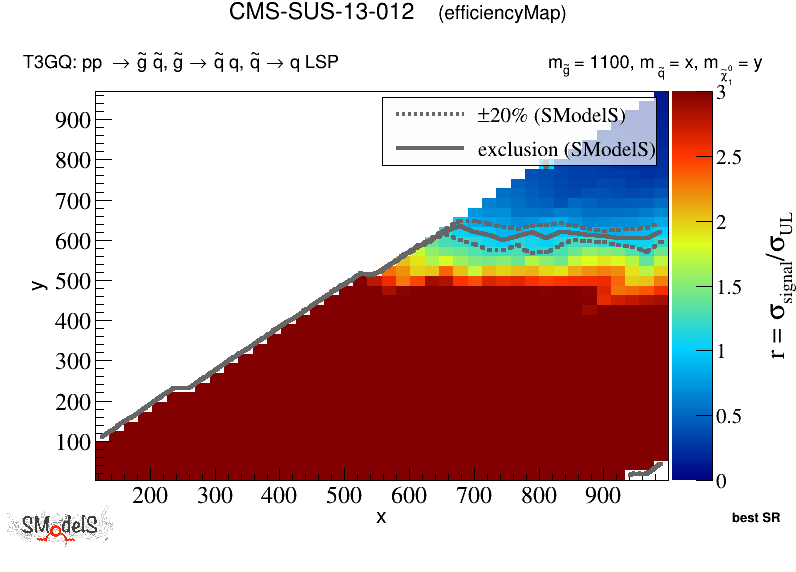 CMS-SUS-13-012 (efficiencyMap)
T3GQ: pp → g̃ q̃, g̃ → q̃ q, q̃ → q LSP
m_g̃ = 1100, m_q̃ = x, m_χ̃₁⁰ = y
±20% (SModelS)
exclusion (SModelS)
900
800
700
600
500
400
300
200
100
y
200 300 400 500 600 700 800 900
x
3
2.5
2
1.5
1
0.5
0
r = σ_signal/σ_UL
best SR
SModelS